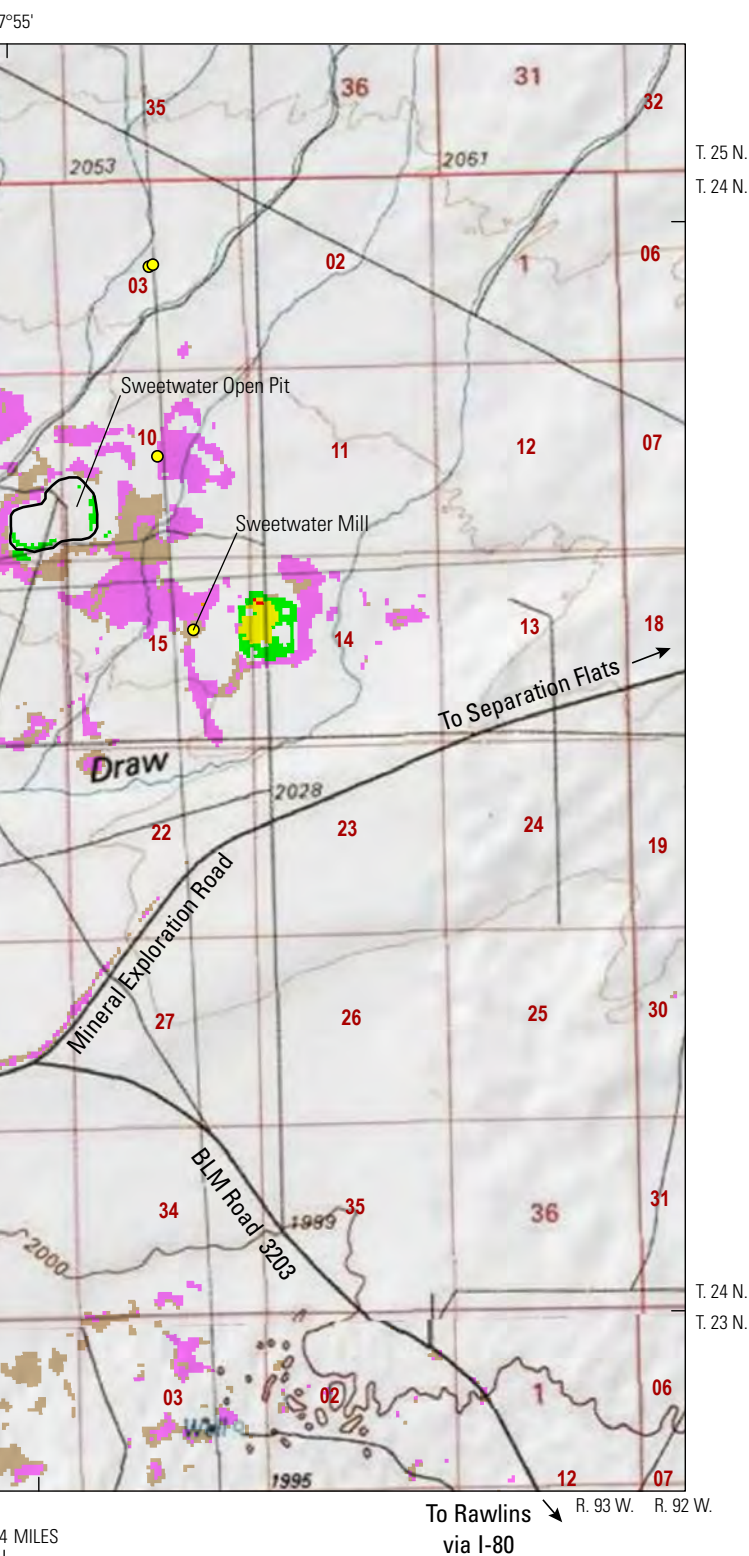 7°55'
35
36
31
32
2053
2061
T. 25 N.
T. 24 N.
03
02
1
06
Sweetwater Open Pit
10
11
12
07
Sweetwater Mill
15
14
13
18
To Separation Flats
Draw
2028
22
23
24
19
Mineral Exploration Road
27
26
25
30
BLM Road 3203
34
35
36
31
1999
2000
T. 24 N.
T. 23 N.
03
02
1
06
Well
1995
12
07
To Rawlins
via I-80
R. 93 W.
R. 92 W.
4 MILES